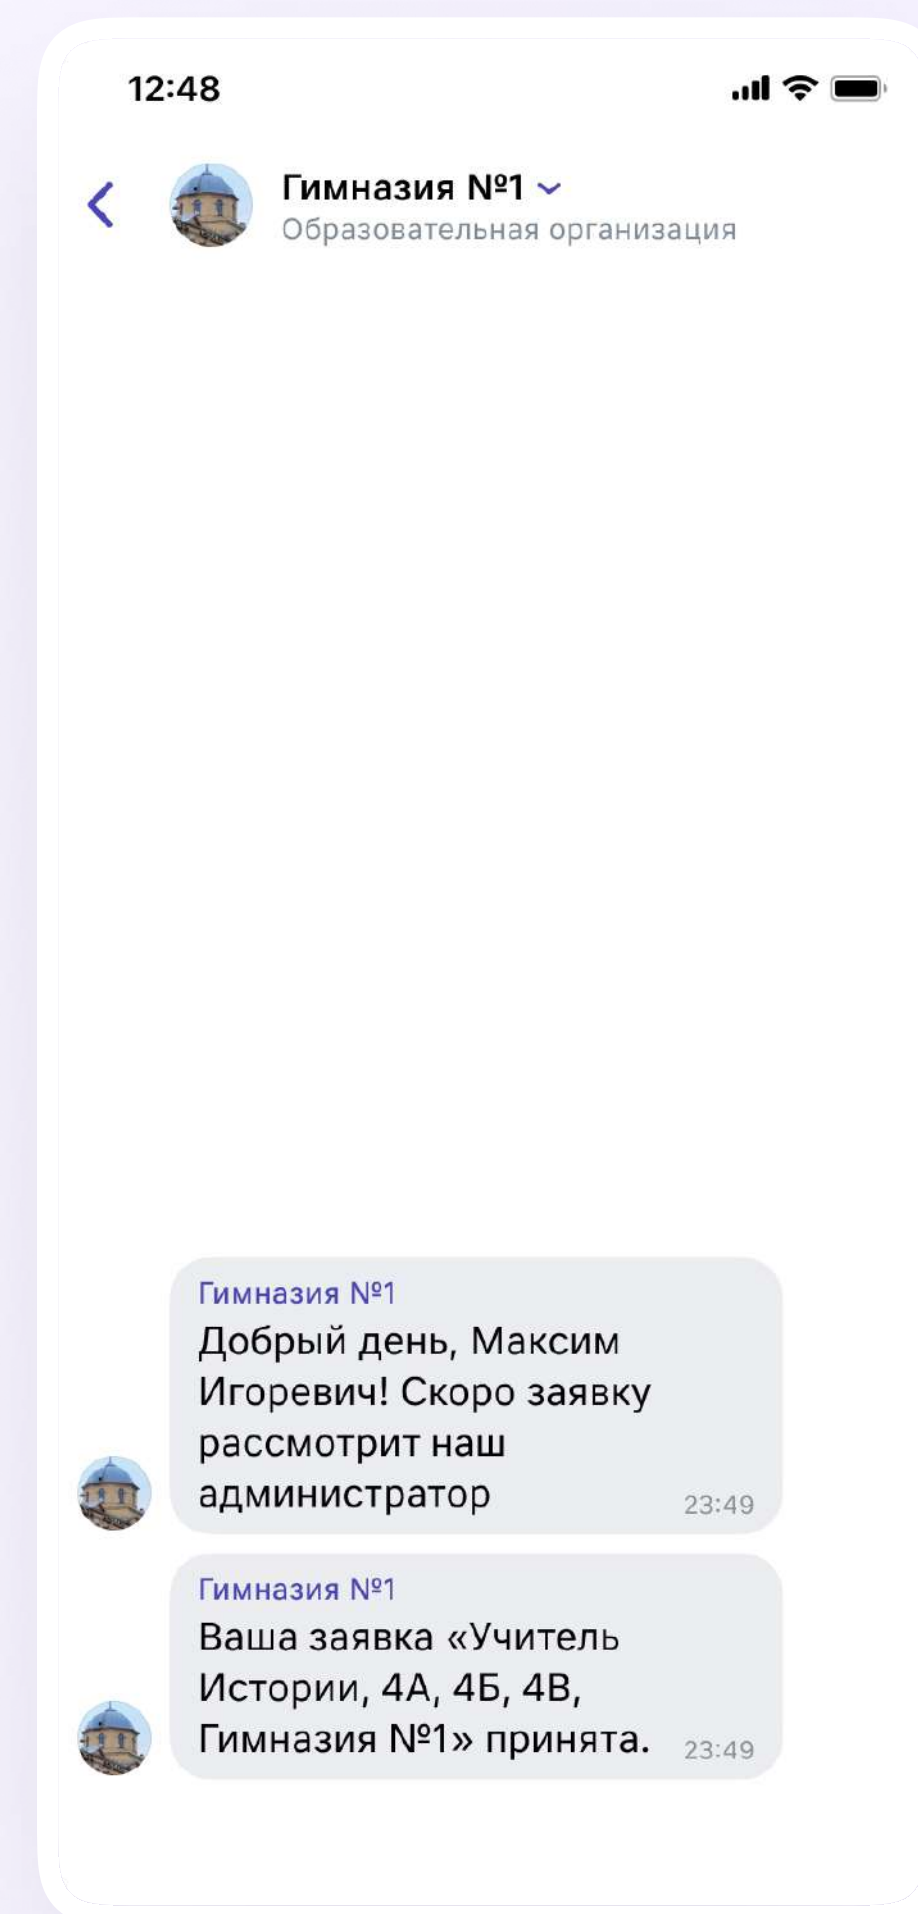 12:48
Гимназия №1
Образовательная организация
Гимназия №1
Добрый день, Максим
Игоревич! Скоро заявку
рассмотрит наш
администратор
23:49
Гимназия №1
Ваша заявка «Учитель
Истории, 4А, 4Б, 4В,
Гимназия №1» принята.
23:49